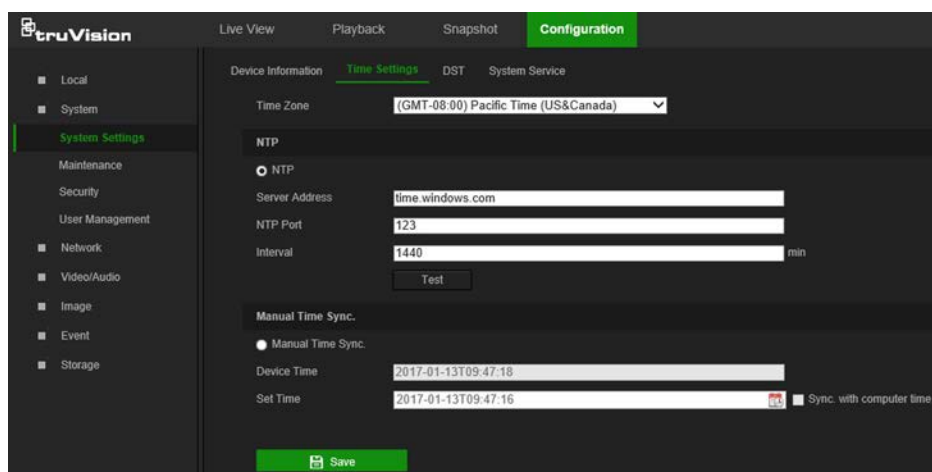 truVision
Live View Playback Snapshot Configuration
Device Information Time Settings DST System Service
Local
System
System Settings
Maintenance
Security
User Management
Network
Video/Audio
Image
Event
Storage
Time Zone (GMT-08:00) Pacific Time (US&Canada)
NTP
NTP
Server Address time.windows.com
NTP Port 123
Interval 1440 min
Test
Manual Time Sync.
Manual Time Sync.
Device Time 2017-01-13T09:47:18
Set Time 2017-01-13T09:47:16 Sync. with computer time
Save